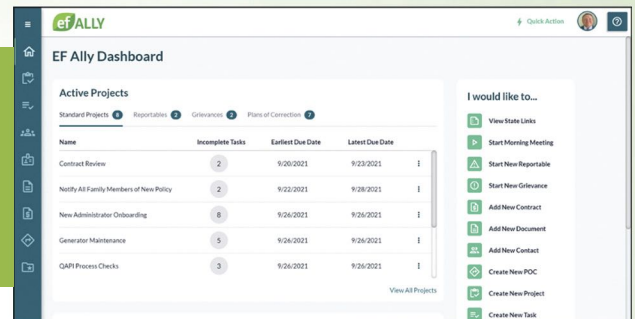 ef ALLY
Quick Action
EF Ally Dashboard
Active Projects
Standard Projects 8 Reportables 2 Grievances 2 Plans of Correction 7
Name Incomplete Tasks Earliest Due Date Latest Due Date
Contract Review 2 9/20/2021 9/23/2021
Notify All Family Members of New Policy 2 9/22/2021 9/28/2021
New Administrator Onboarding 8 9/26/2021 9/26/2021
Generator Maintenance 5 9/26/2021 9/26/2021
QAPI Process Checks 3 9/26/2021 9/26/2021
View All Projects
I would like to...
View State Links
Start Morning Meeting
Start New Reportable
Start New Grievance
Add New Contract
Add New Document
Add New Contact
Create New POC
Create New Project
Create New Task